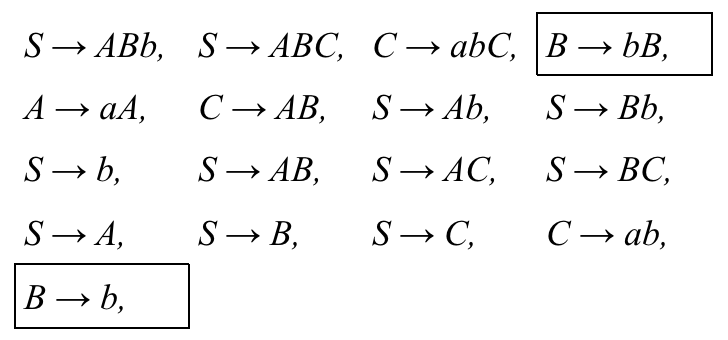 S → ABb, S → ABC, C → abC, B → bB,
A → aA, C → AB, S → Ab, S → Bb,
S → b, S → AB, S → AC, S → BC,
S → A, S → B, S → C, C → ab,
B → b,